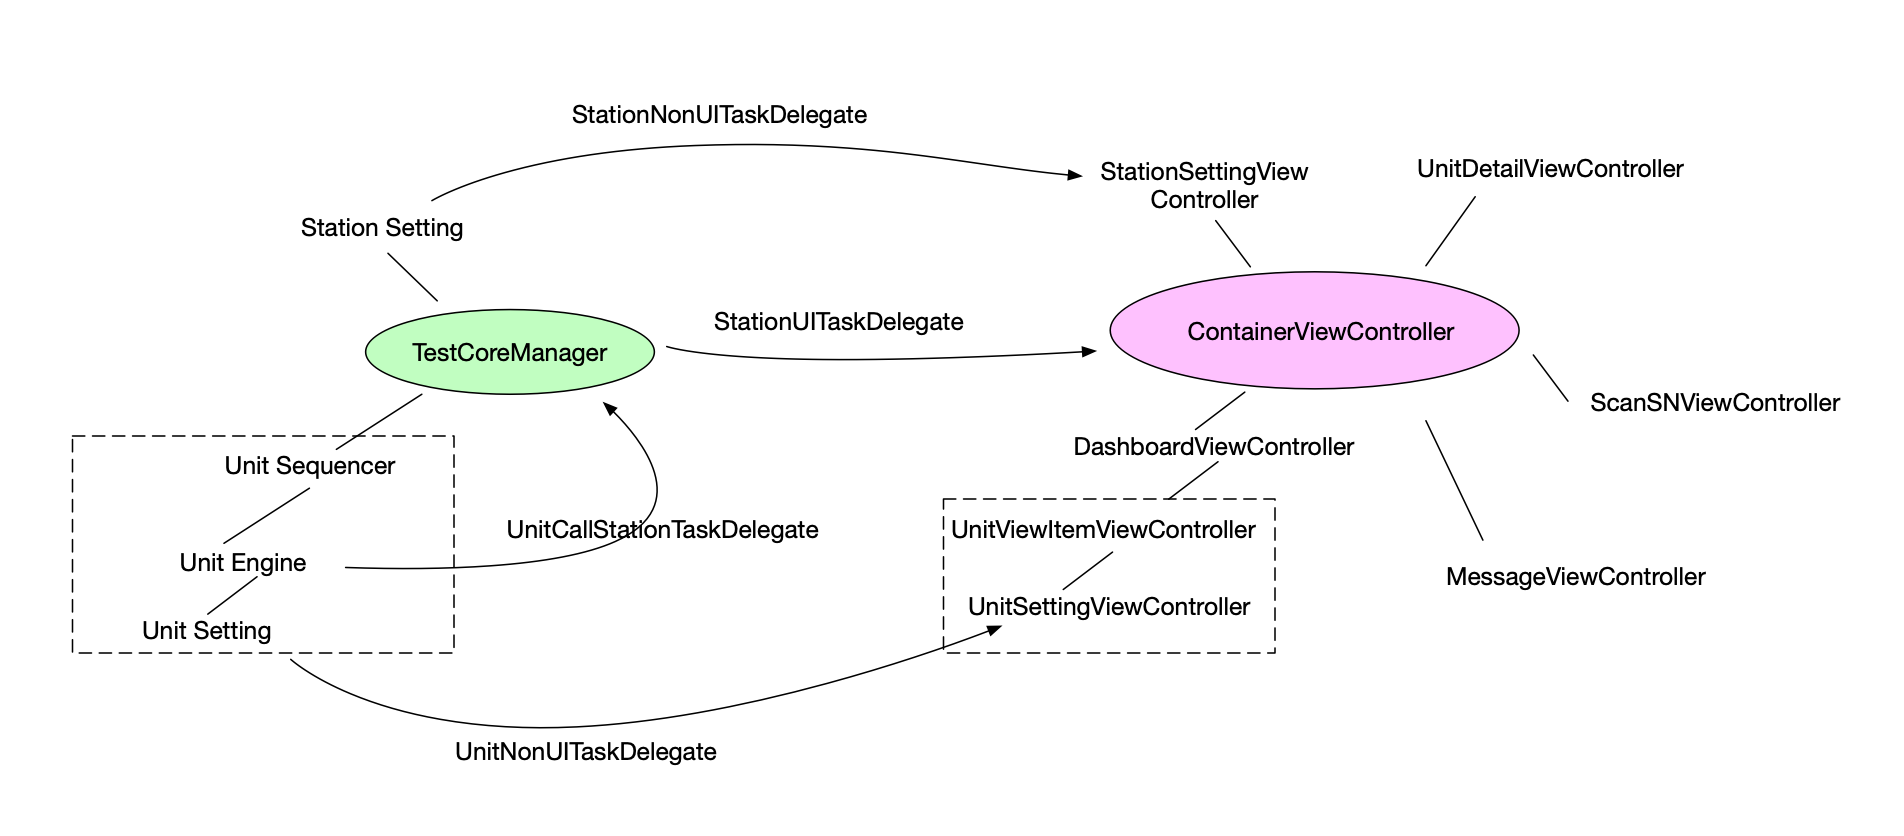 StationNonUITaskDelegate
StationSettingView
Controller
UnitDetailViewController
Station Setting
StationUITaskDelegate
ContainerViewController
TestCoreManager
ScanSNViewController
DashboardViewController
Unit Sequencer
UnitCallStationTaskDelegate
UnitViewItemViewController
Unit Engine
MessageViewController
UnitSettingViewController
Unit Setting
UnitNonUITaskDelegate